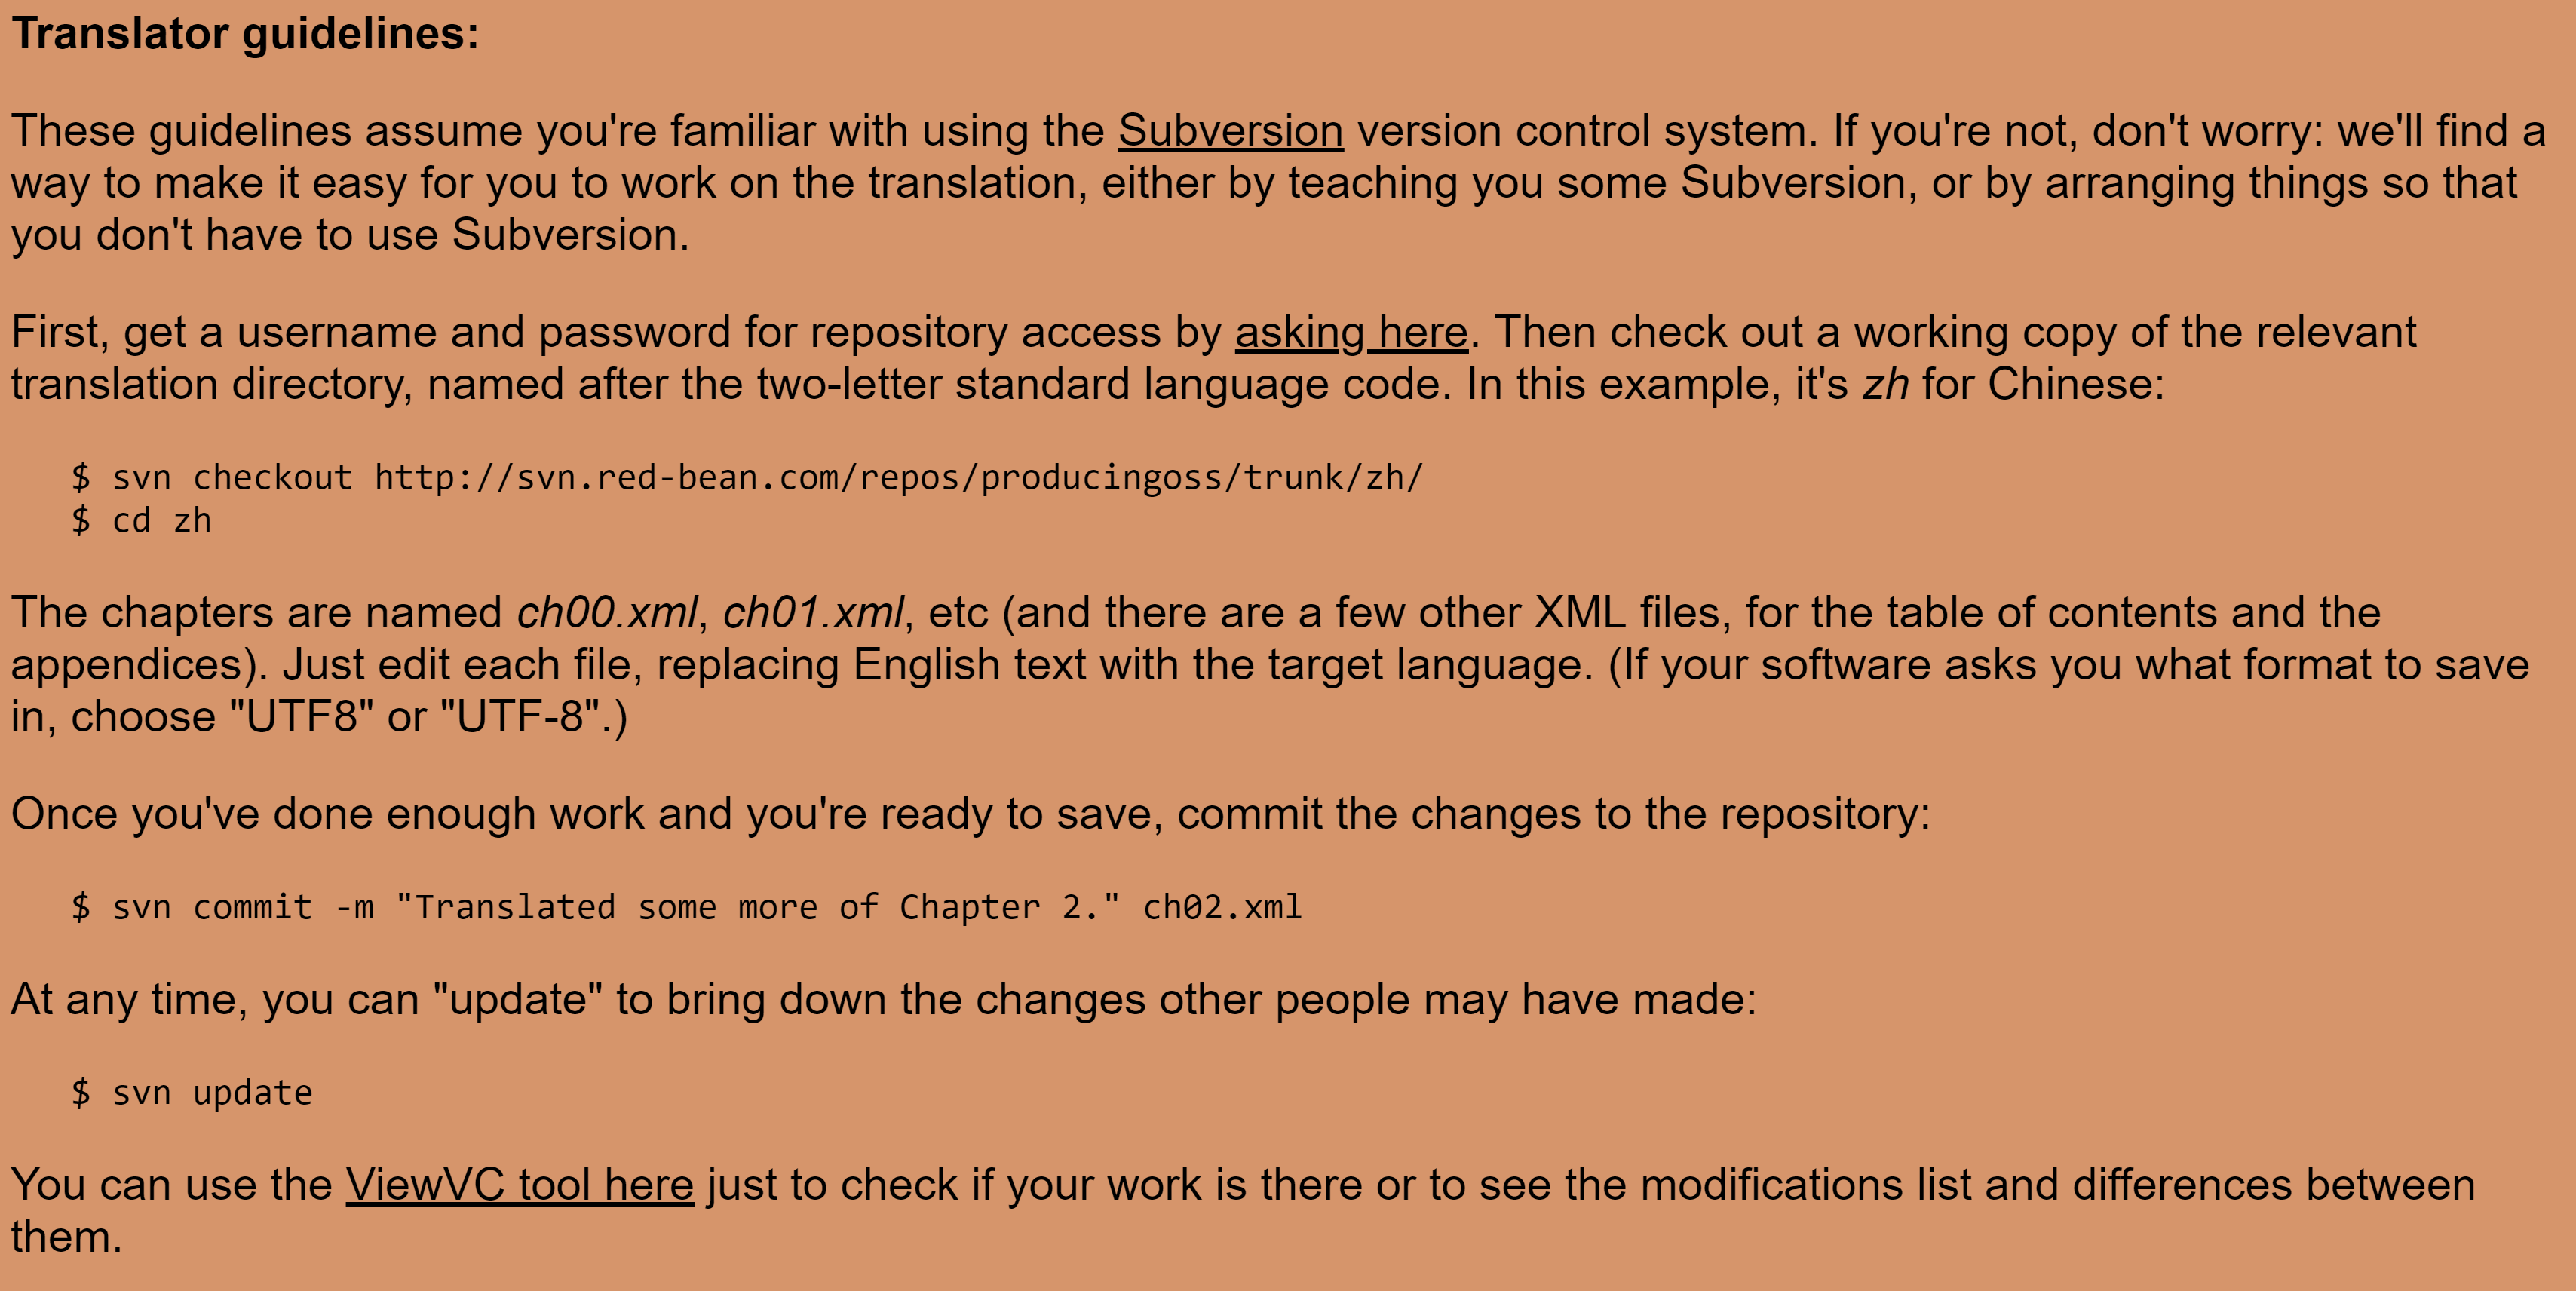 Translator guidelines:
These guidelines assume you're familiar with using the Subversion version control system. If you're not, don't worry: we'll find a
way to make it easy for you to work on the translation, either by teaching you some Subversion, or by arranging things so that
you don't have to use Subversion.
First, get a username and password for repository access by asking here. Then check out a working copy of the relevant
translation directory, named after the two-letter standard language code. In this example, it's zh for Chinese:
$ svn checkout http://svn.red-bean.com/repos/producingoss/trunk/zh/
$ cd zh
The chapters are named ch00.xml, ch01.xml, etc (and there are a few other XML files, for the table of contents and the
appendices). Just edit each file, replacing English text with the target language. (If your software asks you what format to save
in, choose "UTF8" or "UTF-8".)
Once you've done enough work and you're ready to save, commit the changes to the repository:
$ svn commit -m "Translated some more of Chapter 2." ch02.xml
At any time, you can "update" to bring down the changes other people may have made:
$ svn update
You can use the ViewVC tool here just to check if your work is there or to see the modifications list and differences between
them.